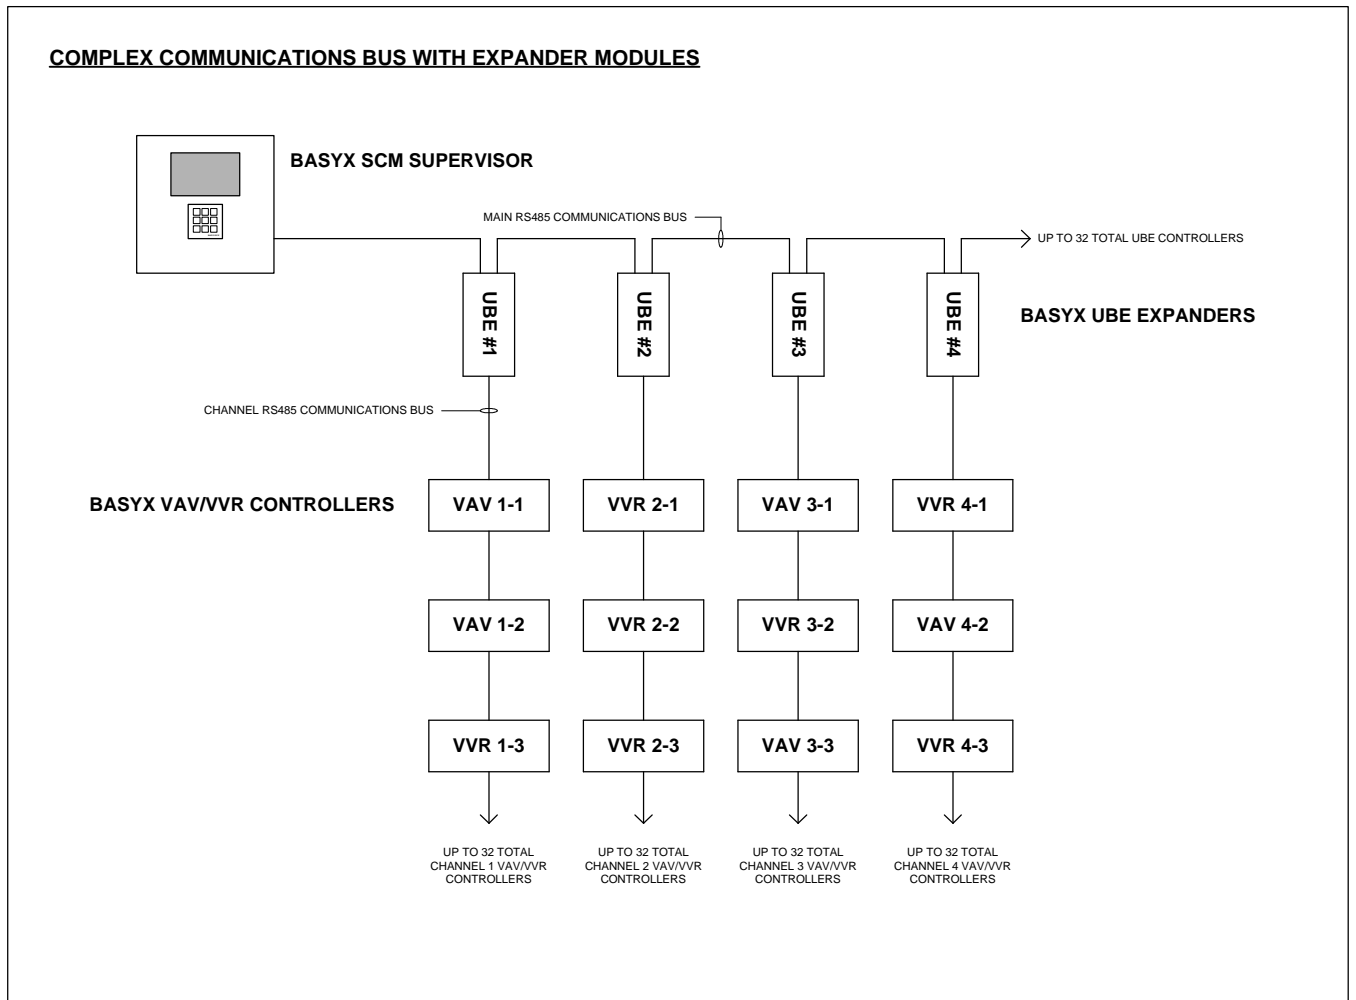 COMPLEX COMMUNICATIONS BUS WITH EXPANDER MODULES
BASYX SCM SUPERVISOR
MAIN RS485 COMMUNICATIONS BUS
UP TO 32 TOTAL UBE CONTROLLERS
UBE #1
UBE #2
UBE #3
UBE #4
BASYX UBE EXPANDERS
CHANNEL RS485 COMMUNICATIONS BUS
BASYX VAV/VVR CONTROLLERS
VAV 1-1
VVR 2-1
VAV 3-1
VVR 4-1
VAV 1-2
VVR 2-2
VVR 3-2
VAV 4-2
VVR 1-3
VVR 2-3
VAV 3-3
VVR 4-3
UP TO 32 TOTAL
CHANNEL 1 VAV/VVR
CONTROLLERS
UP TO 32 TOTAL
CHANNEL 2 VAV/VVR
CONTROLLERS
UP TO 32 TOTAL
CHANNEL 3 VAV/VVR
CONTROLLERS
UP TO 32 TOTAL
CHANNEL 4 VAV/VVR
CONTROLLERS